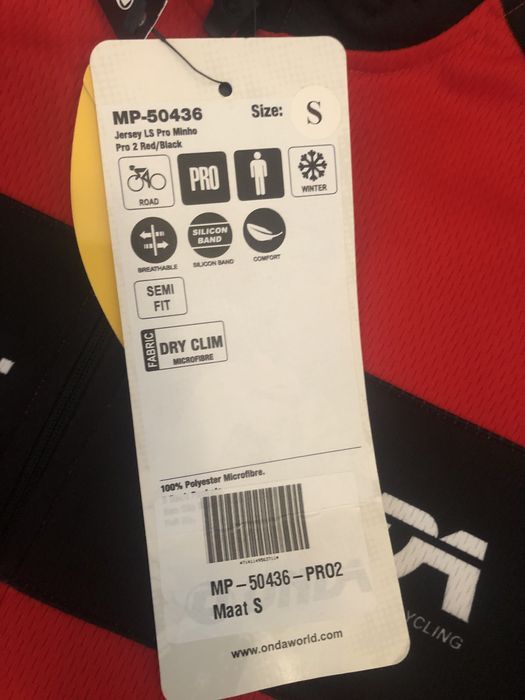 MP-50436
Size: S
Jersey LS Pro Minho
Pro 2 Red/Black
PRO
ROAD
WINTER
SILICON
BAND
BREATHABLE
SILICON BAND
COMFORT
SEMI
FIT
FABRIC
DRY CLIM
MICROFIBRE
100% Polyester Microfibre.
MP-50436-PRO2
Maat S
www.ondaworld.com
DA
CYCLING